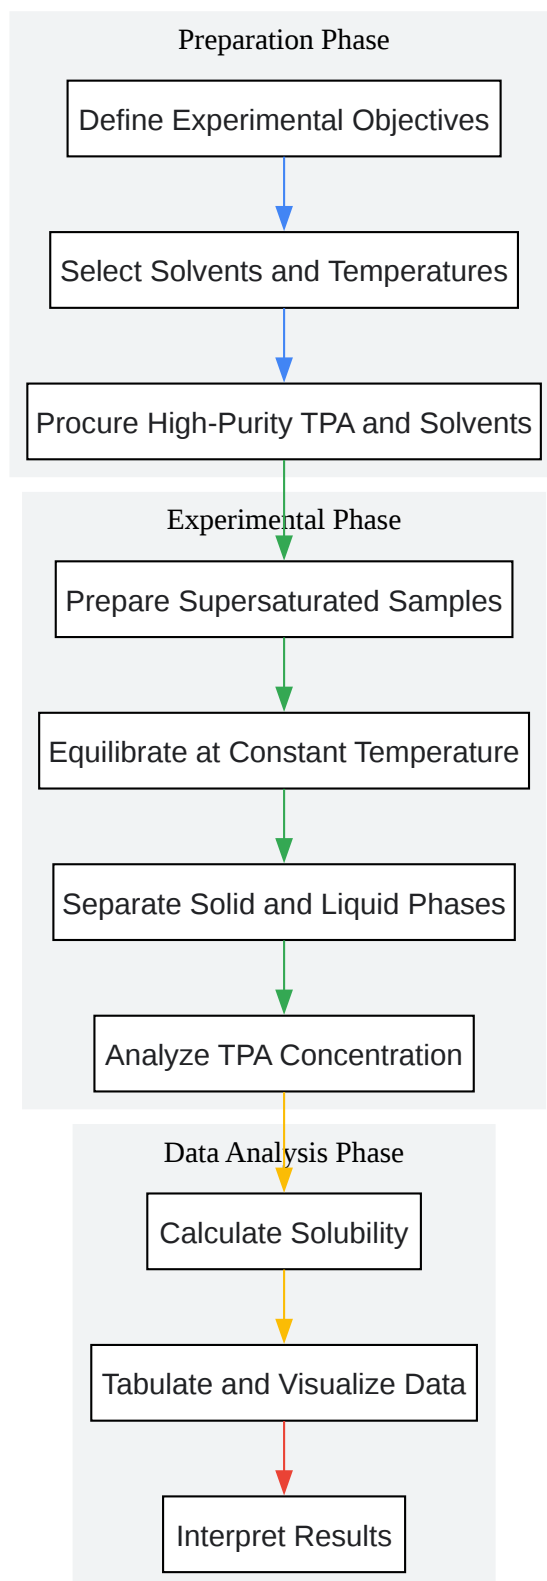 Preparation Phase
Define Experimental Objectives
Select Solvents and Temperatures
Procure High-Purity TPA and Solvents
Experimental Phase
Prepare Supersaturated Samples
Equilibrate at Constant Temperature
Separate Solid and Liquid Phases
Analyze TPA Concentration
Data Analysis Phase
Calculate Solubility
Tabulate and Visualize Data
Interpret Results